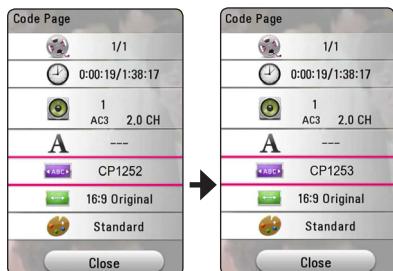 Code Page
1/1
0:00:19/1:38:17
1
AC3 2.0 CH
A
---
ABC
CP1252
16:9 Original
Standard
Close
Code Page
1/1
0:00:19/1:38:17
1
AC3 2.0 CH
A
---
ABC
CP1253
16:9 Original
Standard
Close